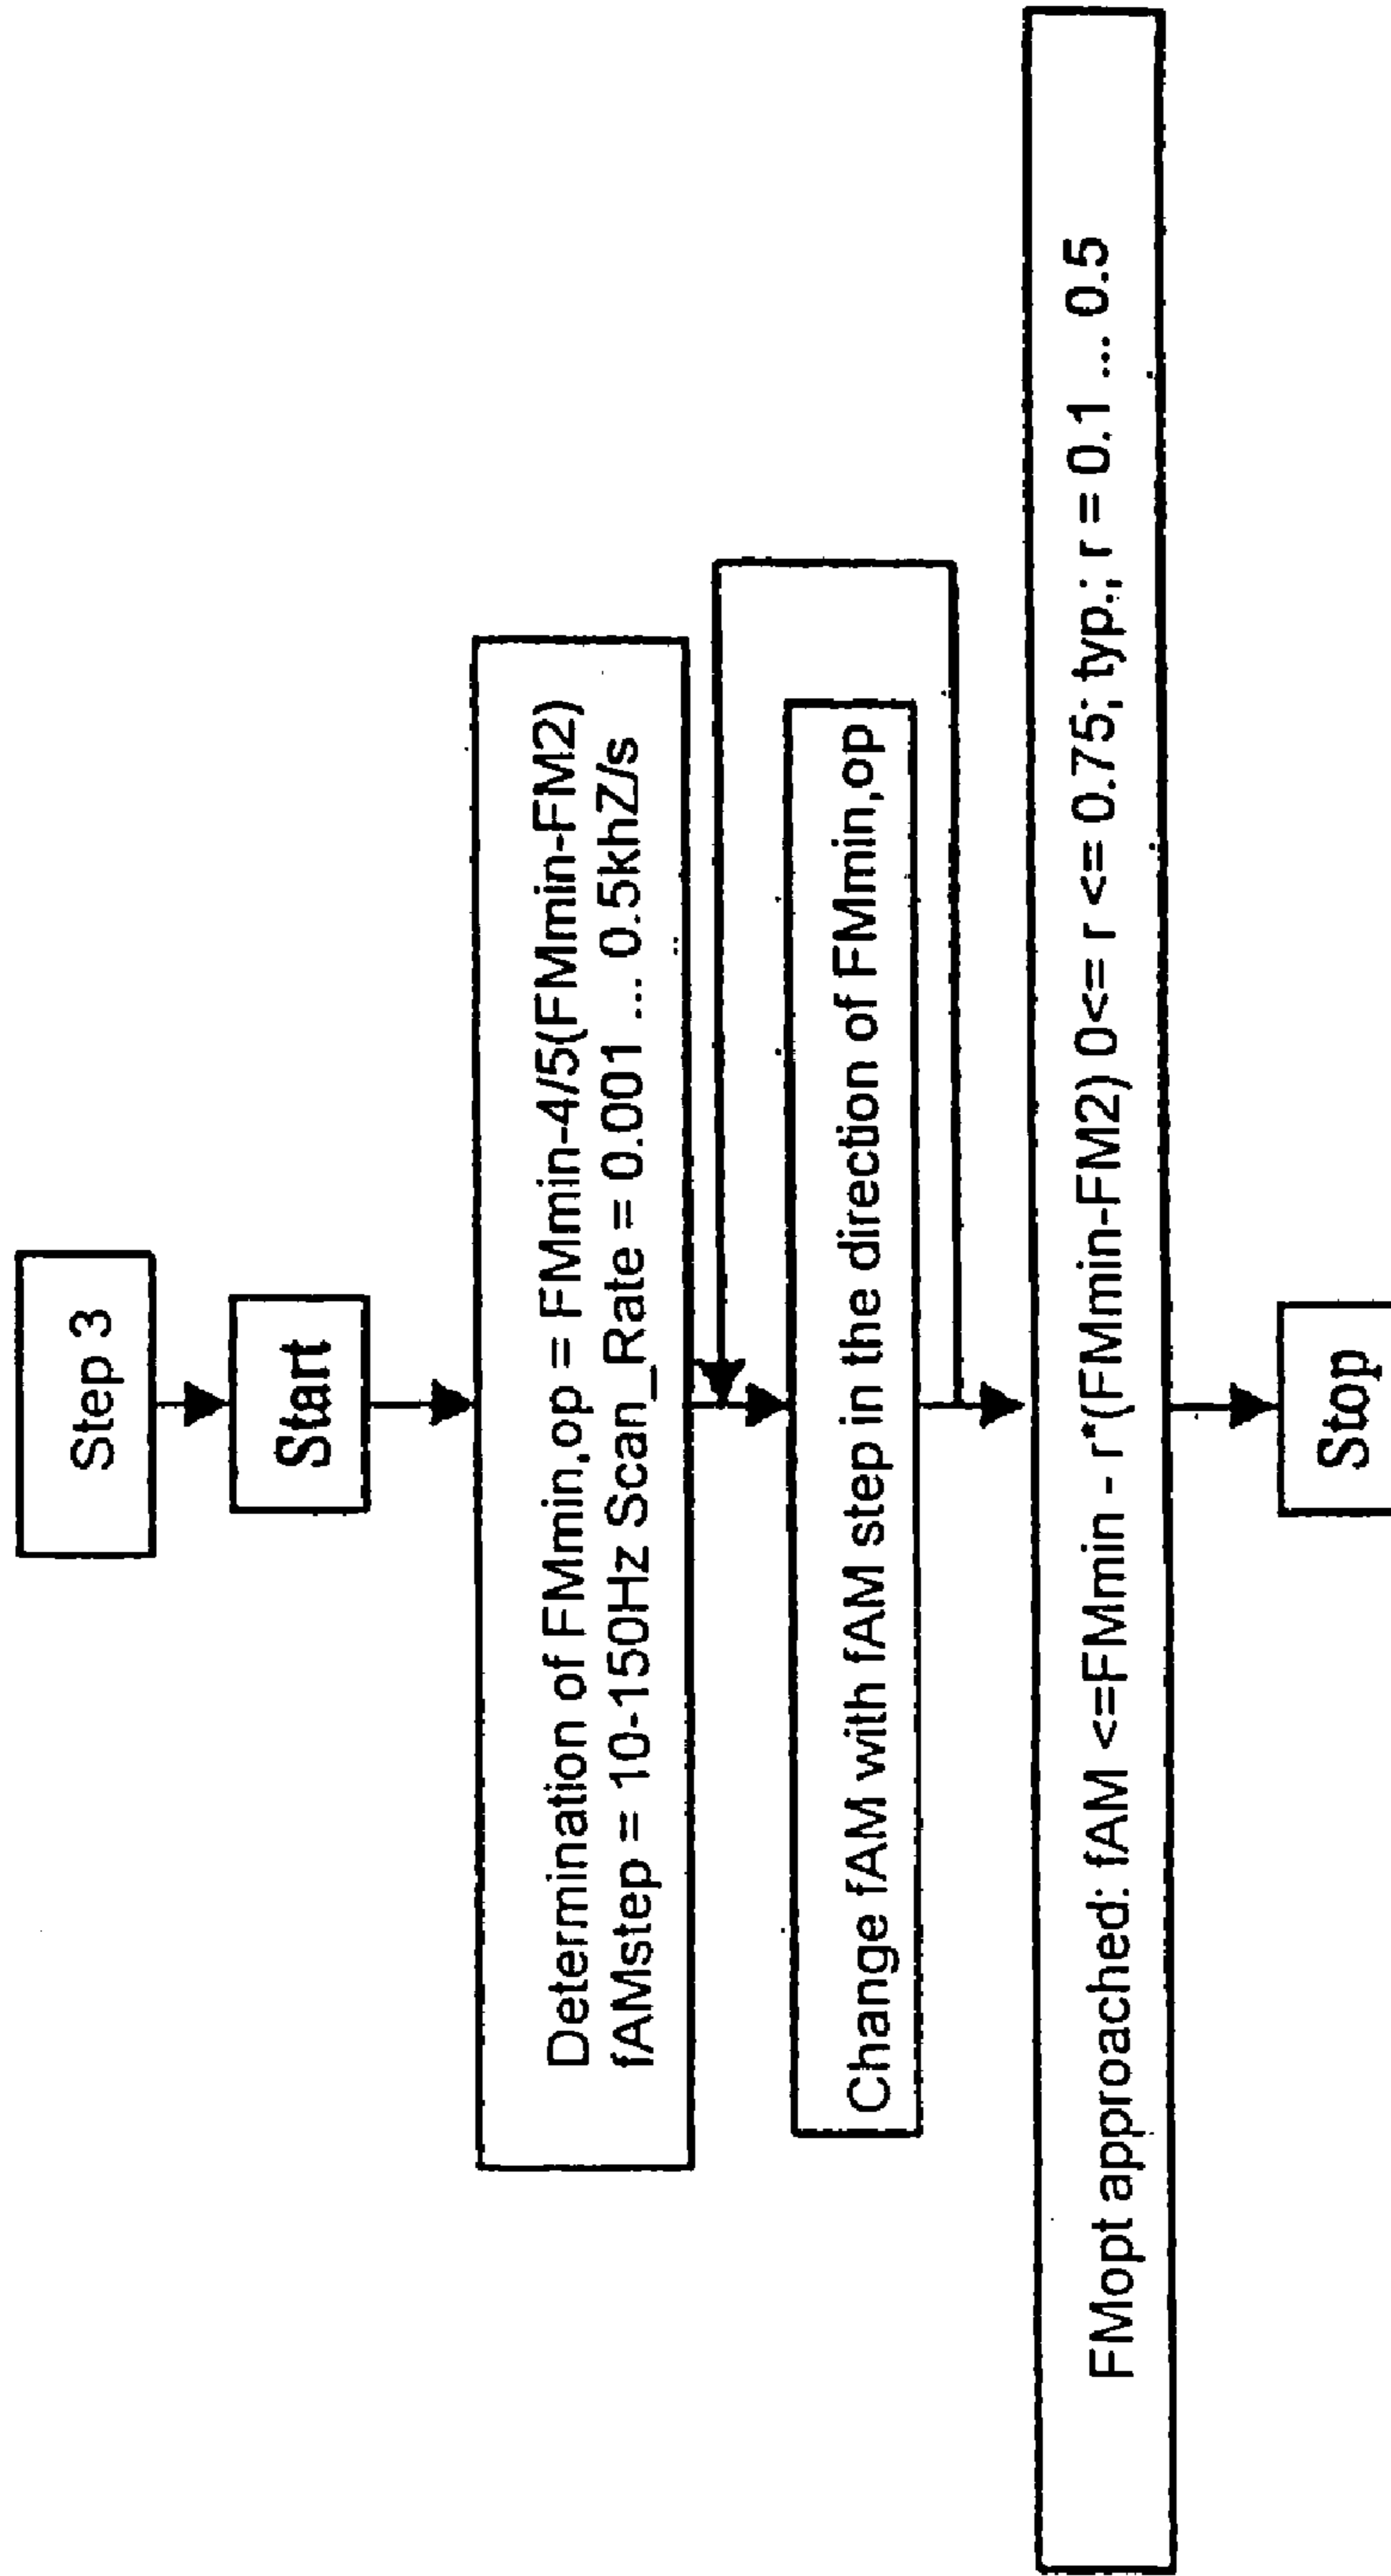 Step 3
Start
Determination of FMmin,op = FMmin-4/5(FMmin-FM2)
fAMstep = 10-150Hz Scan_Rate = 0.001 ... 0.5khZ/s
Change fAM with fAM step in the direction of FMmin,op
FMopt approached: fAM <=FMmin - r*(FMmin-FM2) 0<= r <= 0.75; typ.; r = 0.1 ... 0.5
Stop